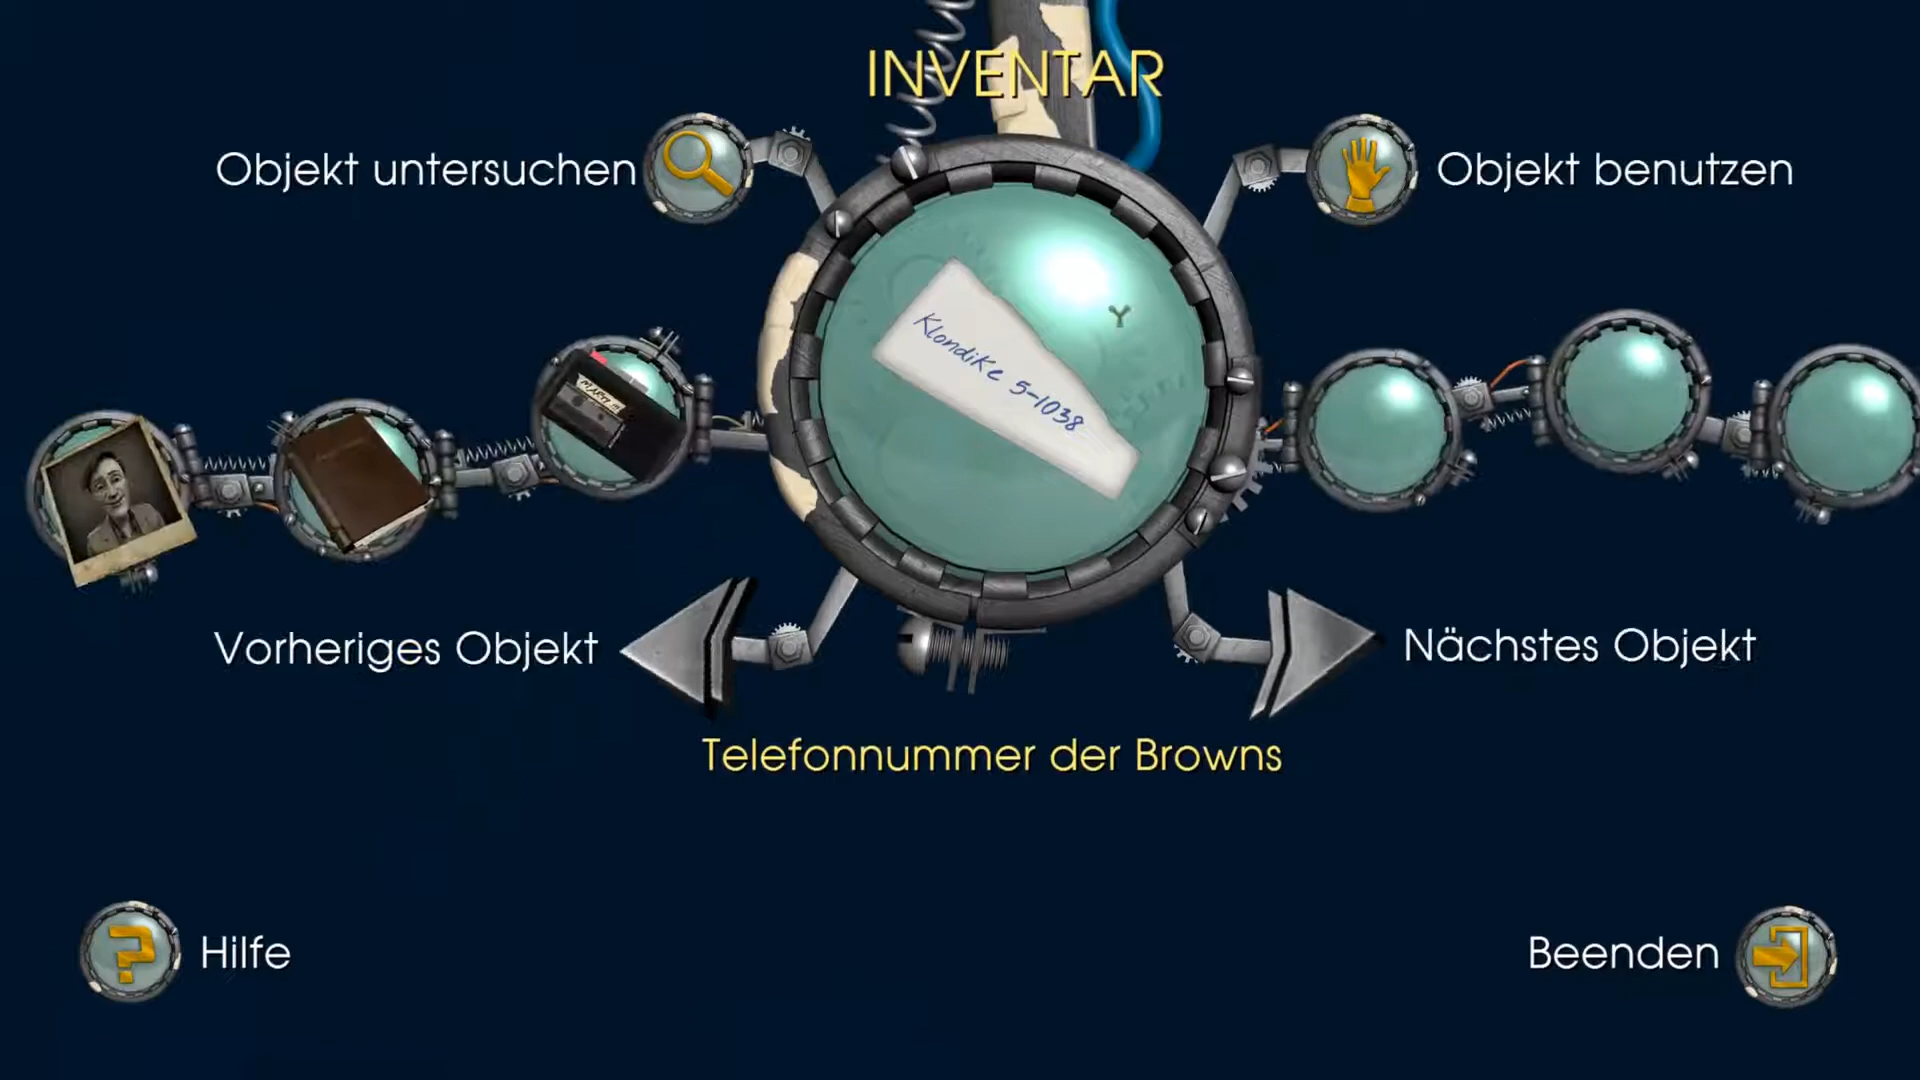 INVENTAR
Objekt untersuchen
Objekt benutzen
Klondike 5-1038
Vorheriges Objekt
Nächstes Objekt
Telefonnummer der Browns
Hilfe
Beenden